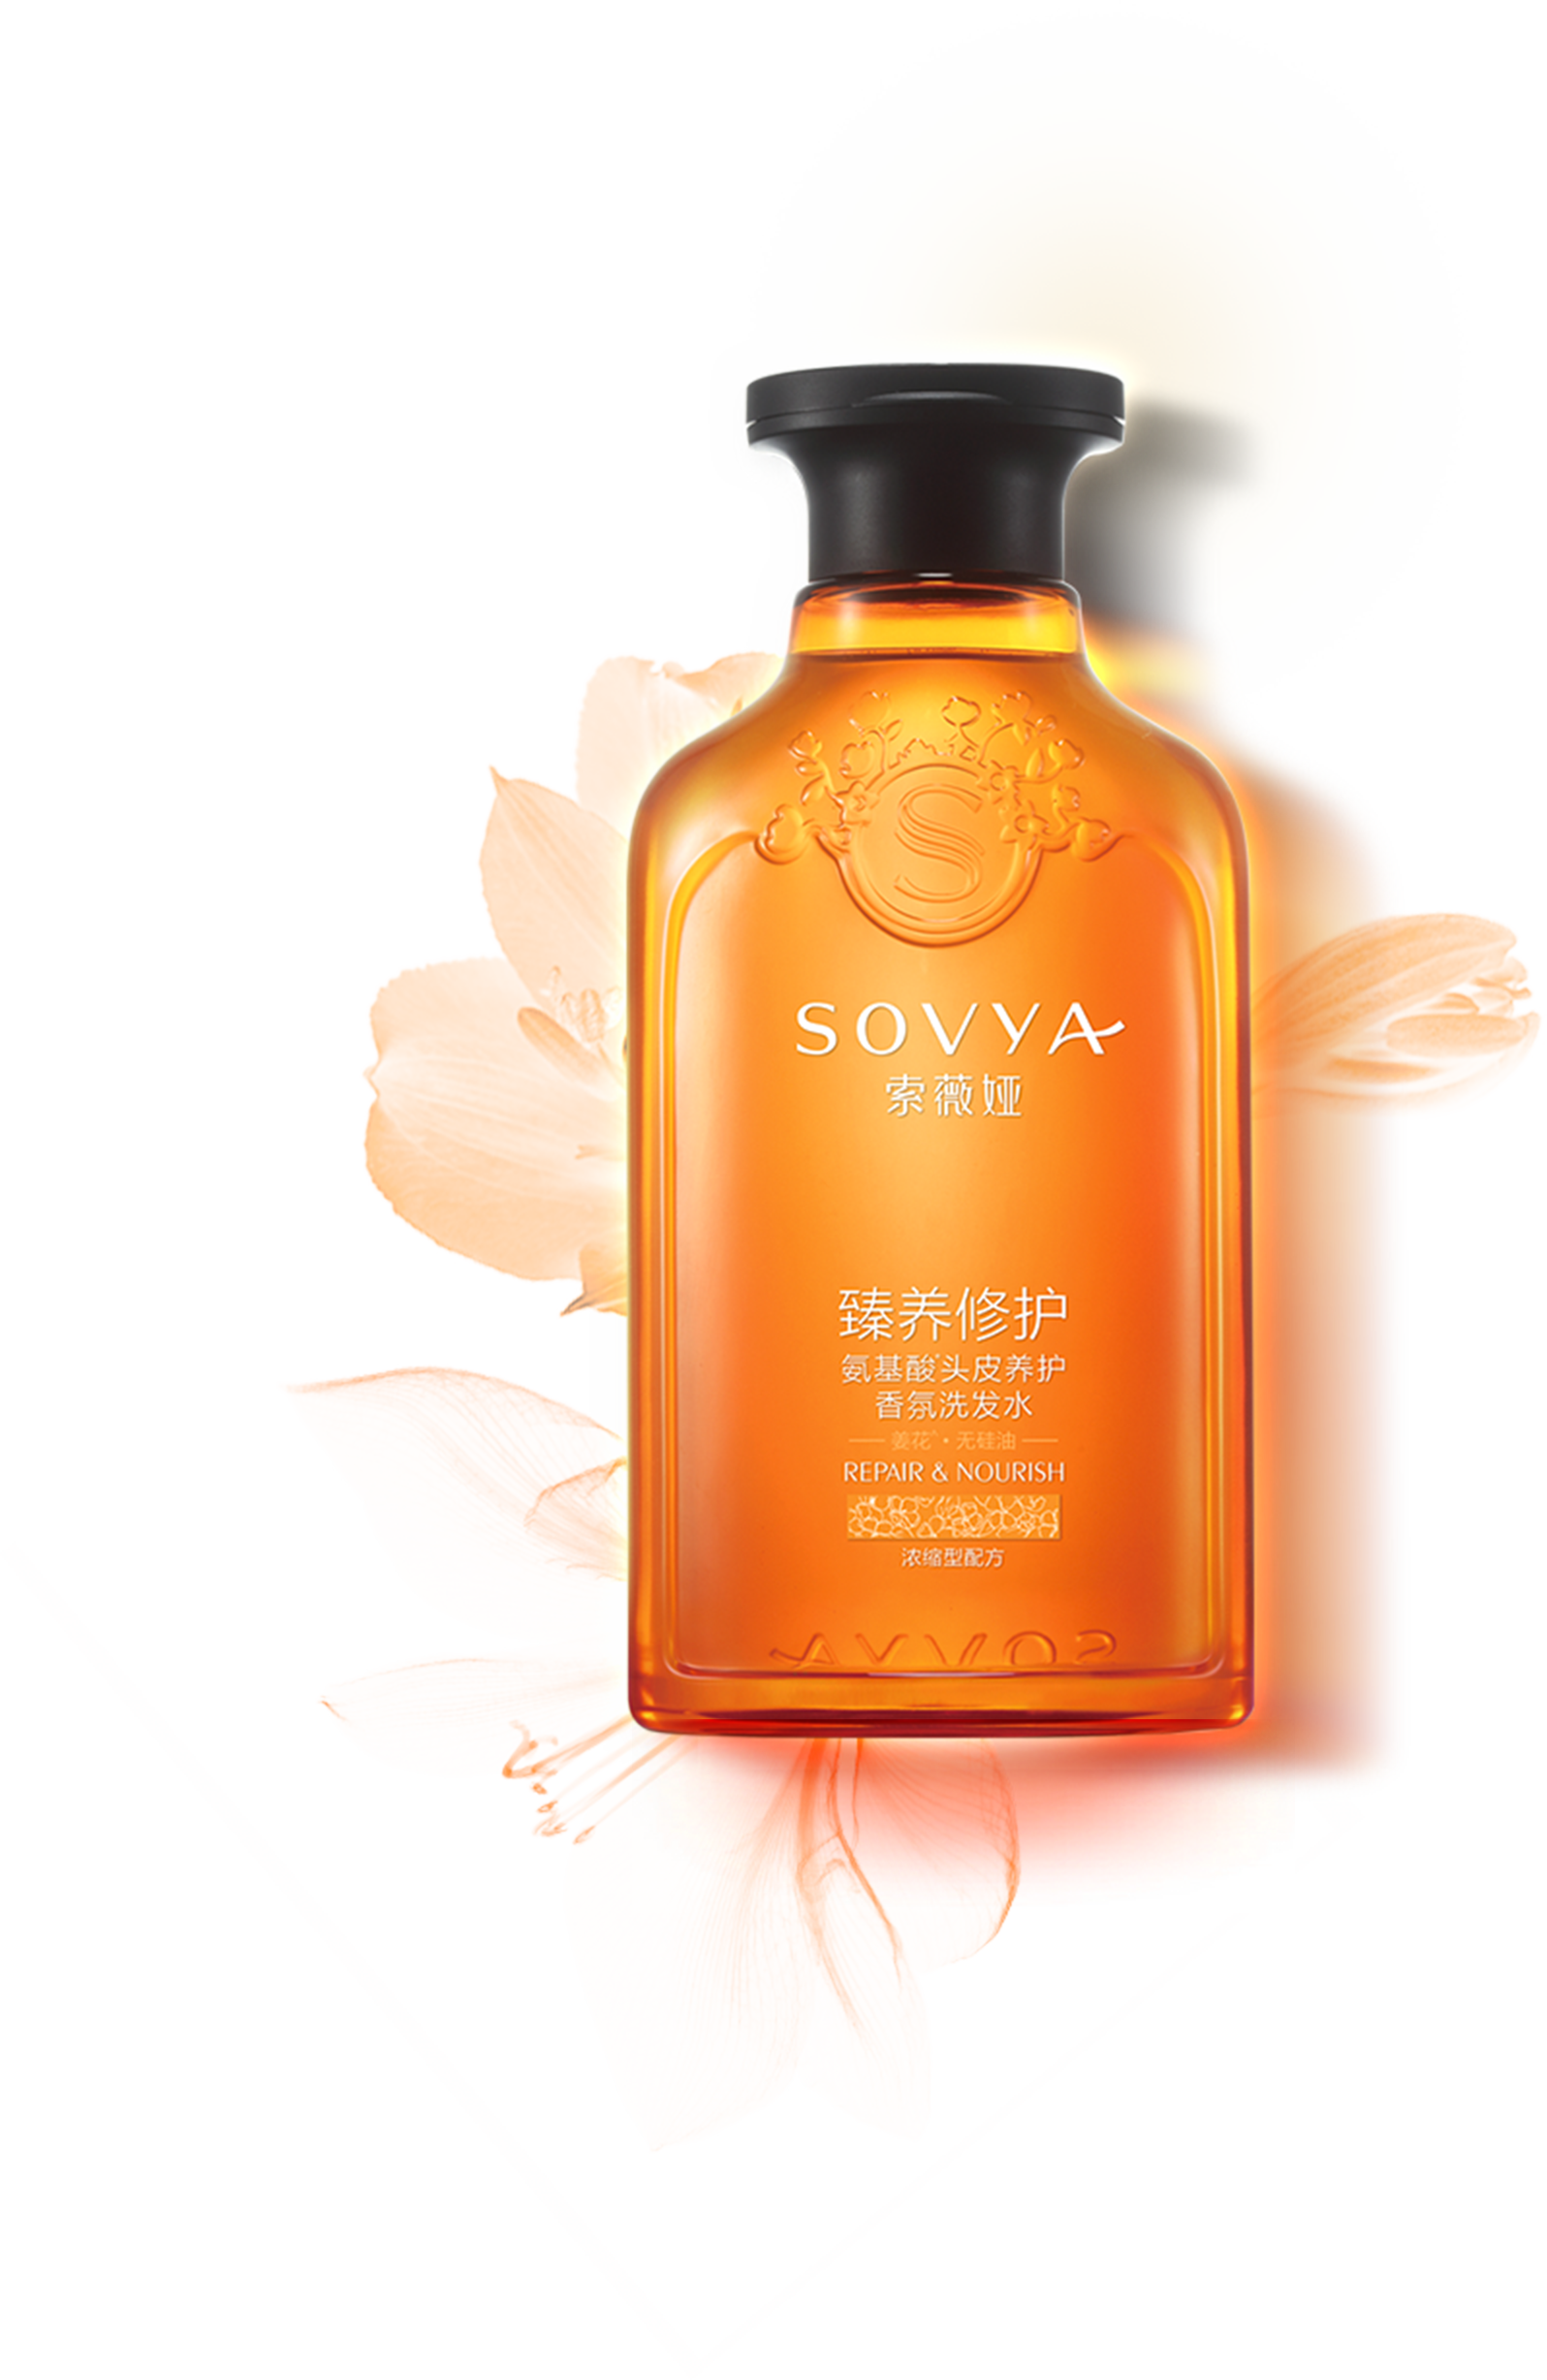 S
SOVYA
索薇娅
臻养修护
氨基酸*头皮养护
香氛洗发水
姜花^·无硅油
REPAIR & NOURISH
浓缩型配方
SOVYA